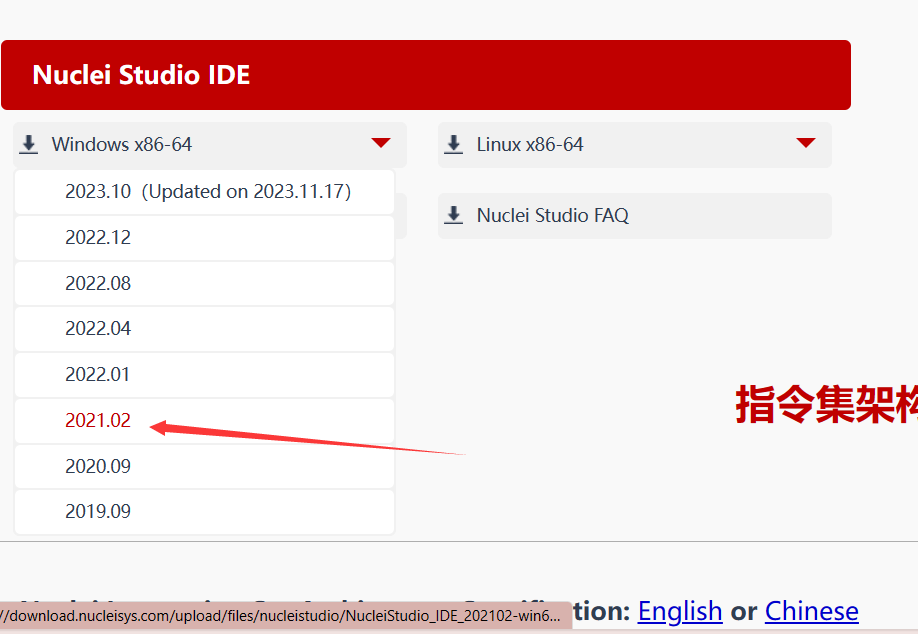 Nuclei Studio IDE
Windows x86-64
Linux x86-64
2023.10 (Updated on 2023.11.17)
Nuclei Studio FAQ
2022.12
2022.08
2022.04
2022.01
指令集架构
2021.02
2020.09
2019.09
tion: English or Chinese
//download.nucleisys.com/upload/files/nucleistudio/NucleiStudio_IDE_202102-win6...